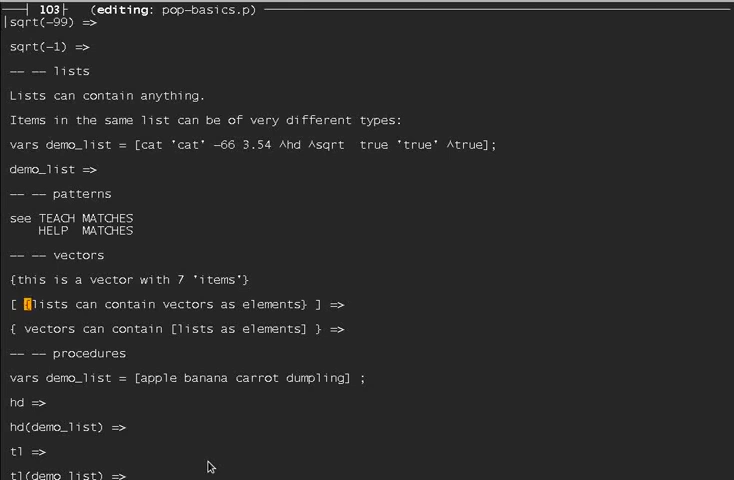 103 (editing: pop-basics.p)
sqrt(-99) =>
sqrt(-1) =>
-- -- lists
Lists can contain anything.
Items in the same list can be of very different types:
vars demo_list = [cat 'cat' -66 3.54 ^hd ^sqrt  true 'true' ^true];
demo_list =>
-- -- patterns
see TEACH MATCHES
HELP  MATCHES
-- -- vectors
{this is a vector with 7 'items'}
[ {lists can contain vectors as elements} ] =>
{ vectors can contain [lists as elements] } =>
-- -- procedures
vars demo_list = [apple banana carrot dumpling] ;
hd =>
hd(demo_list) =>
tl =>
tl(demo_list) =>